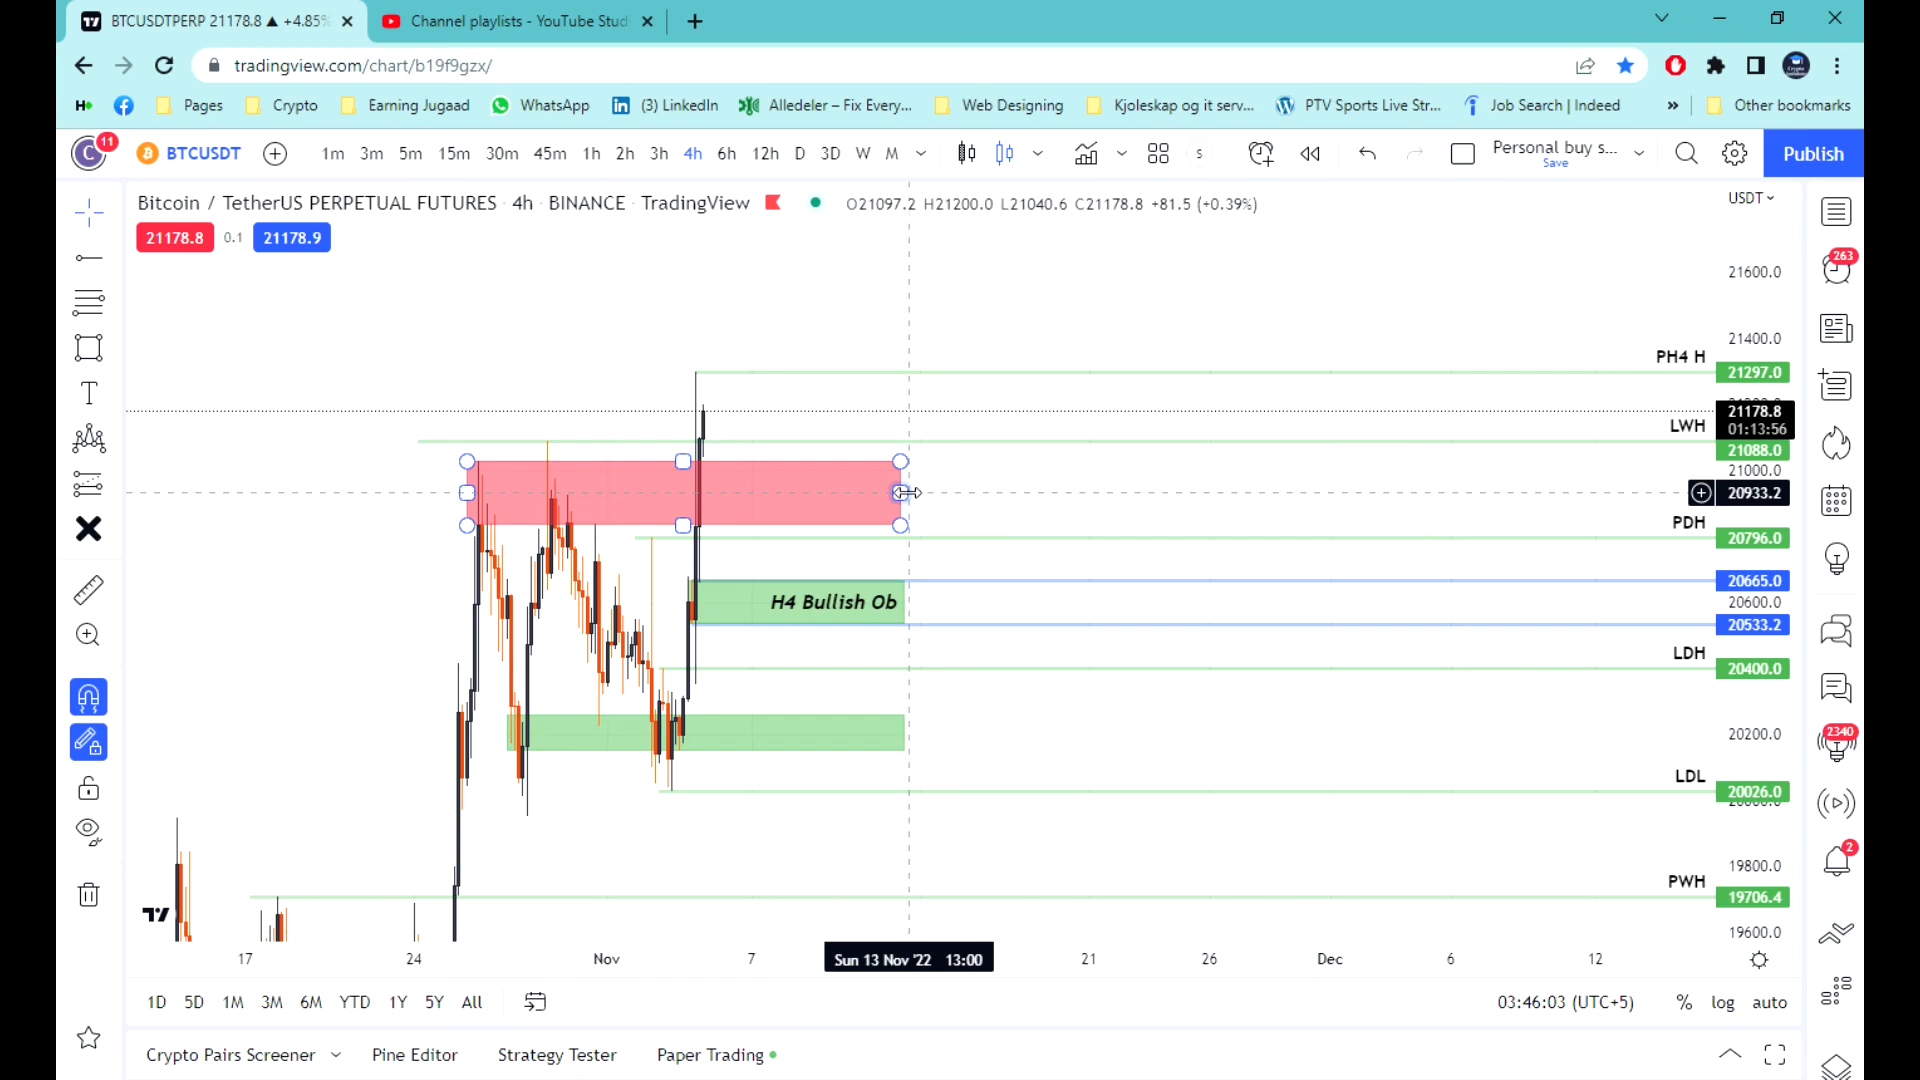 BTCUSDTPERP 21178.8 ▲ +4.85%
Channel playlists - YouTube Stud
tradingview.com/chart/b19f9gzx/
H
Pages
Crypto
Earning Jugaad
WhatsApp
(3) LinkedIn
Alledeler – Fix Every...
Web Designing
Kjoleskap og it serv...
PTV Sports Live Str...
Job Search | Indeed
»
Other bookmarks
C 11
BTCUSDT
1m 3m 5m 15m 30m 45m 1h 2h 3h 4h 6h 12h D 3D W M
s
Personal buy s...
Save
Publish
Bitcoin / TetherUS PERPETUAL FUTURES · 4h · BINANCE · TradingView
O21097.2 H21200.0 L21040.6 C21178.8 +81.5 (+0.39%)
USDT
21178.8 0.1 21178.9
21600.0
263
21400.0
PH4 H 21297.0
21178.8
01:13:56
LWH
21088.0
21000.0
20933.2
PDH
20796.0
20665.0
H4 Bullish Ob
20600.0
20533.2
LDH
20400.0
20200.0
2340
LDL
20026.0
19800.0
2
PWH
19706.4
19600.0
17 24 Nov 7 Sun 13 Nov '22 13:00 21 26 Dec 6 12
1D 5D 1M 3M 6M YTD 1Y 5Y All
03:46:03 (UTC+5)
% log auto
Crypto Pairs Screener
Pine Editor
Strategy Tester
Paper Trading